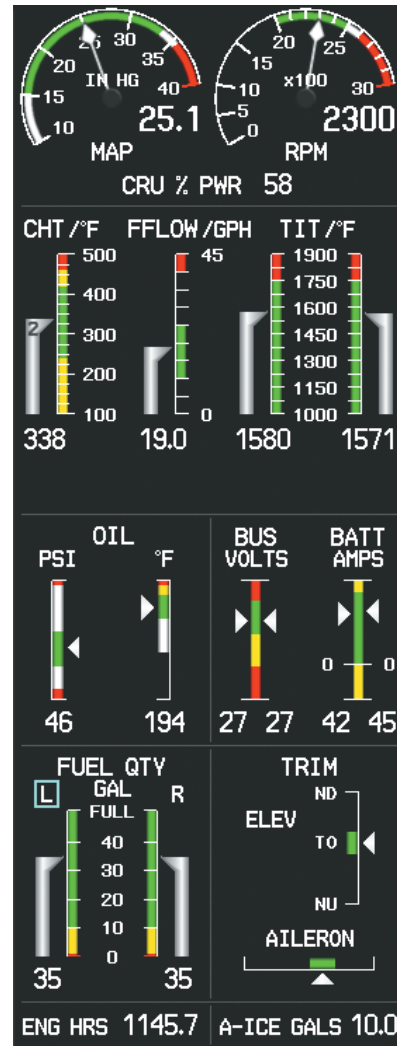 25 30
20 35
IN HG
15 40
10 25.1
MAP
20 25
15
x100
10 30
5
0 2300
RPM
CRU % PWR 58
CHT/°F FFLOW/GPH TIT/°F
500 45 1900
1750
400 1600
2 300 1450
1300
200 1150
100 0 1000
338 19.0 1580 1571
OIL
PSI °F
46 194
BUS VOLTS
27 27
BATT AMPS
0 0
42 45
FUEL QTY
L GAL R
FULL
40
30
20
10
0
35 35
TRIM
ND
ELEV
TO
NU
AILERON
ENG HRS 1145.7
A-ICE GALS 10.0